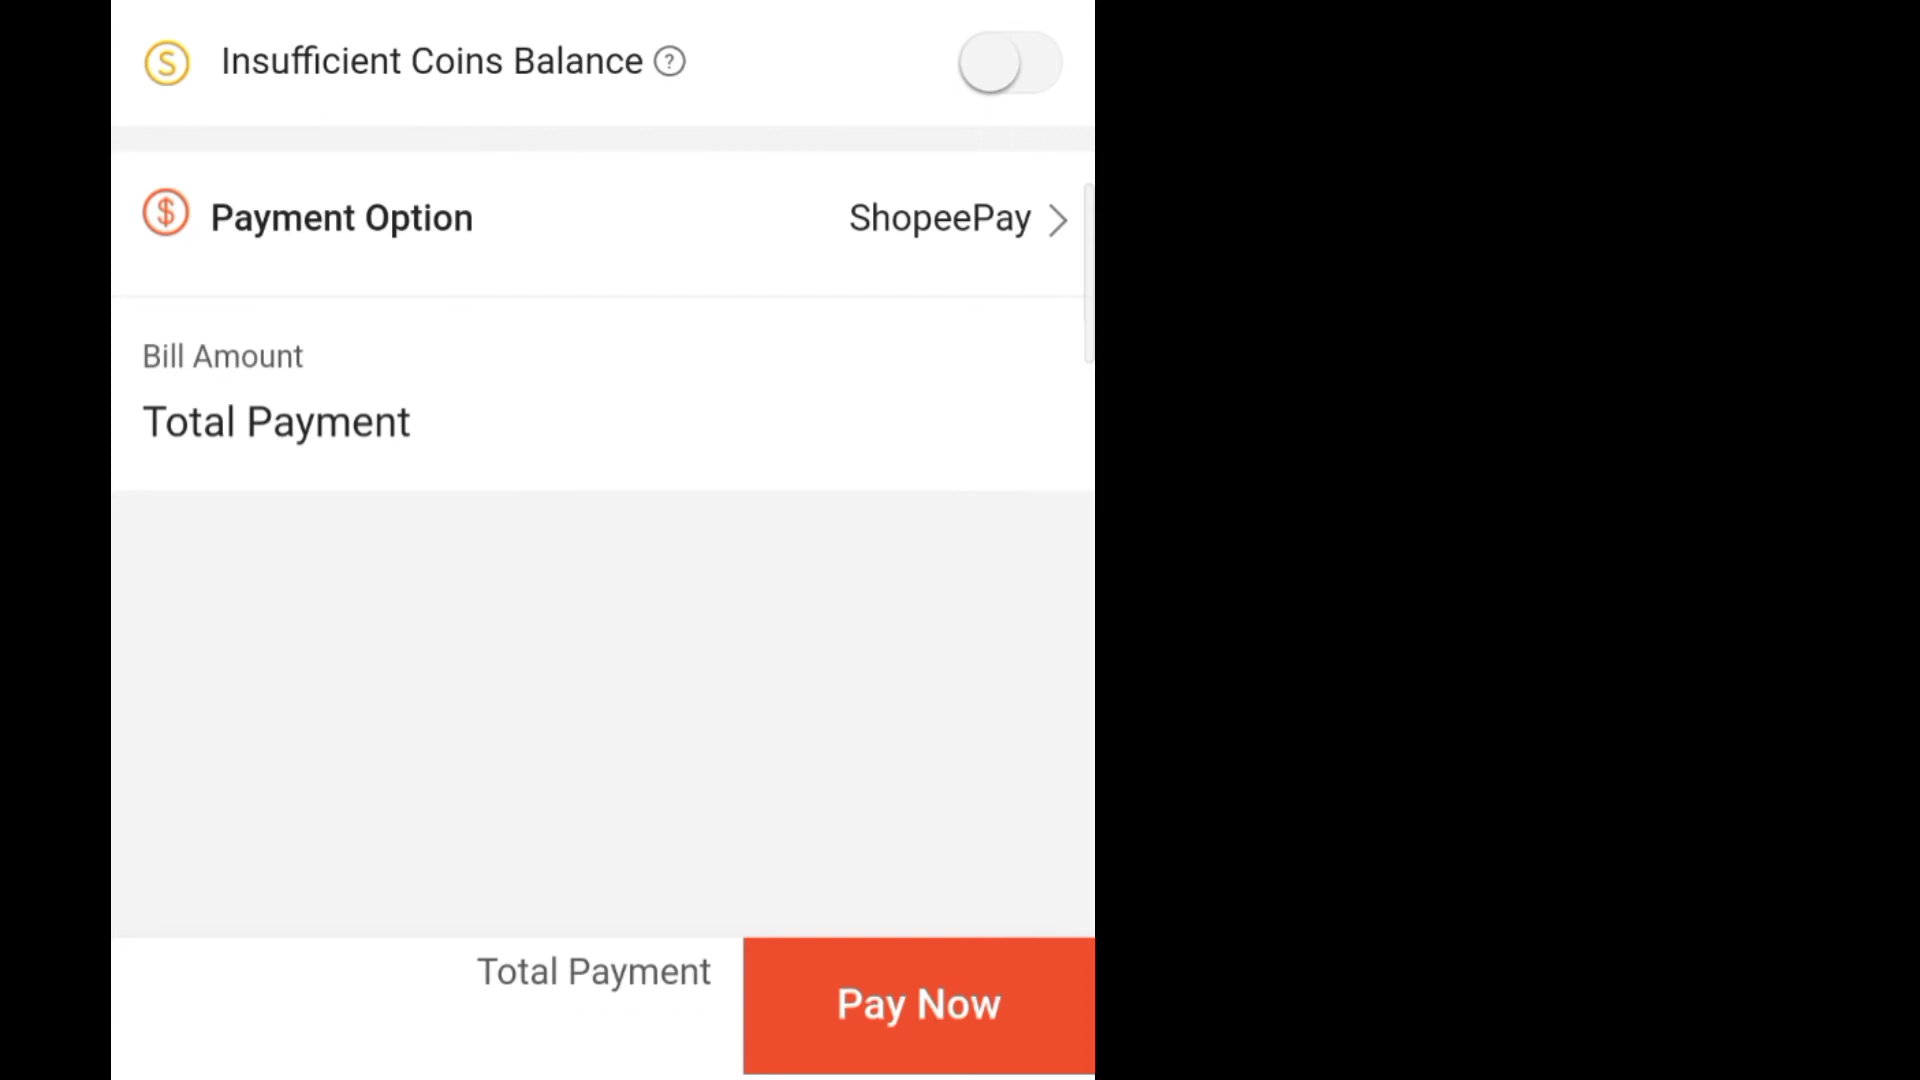 Insufficient Coins Balance
Payment Option
ShopeePay
Bill Amount
Total Payment
Total Payment
Pay Now